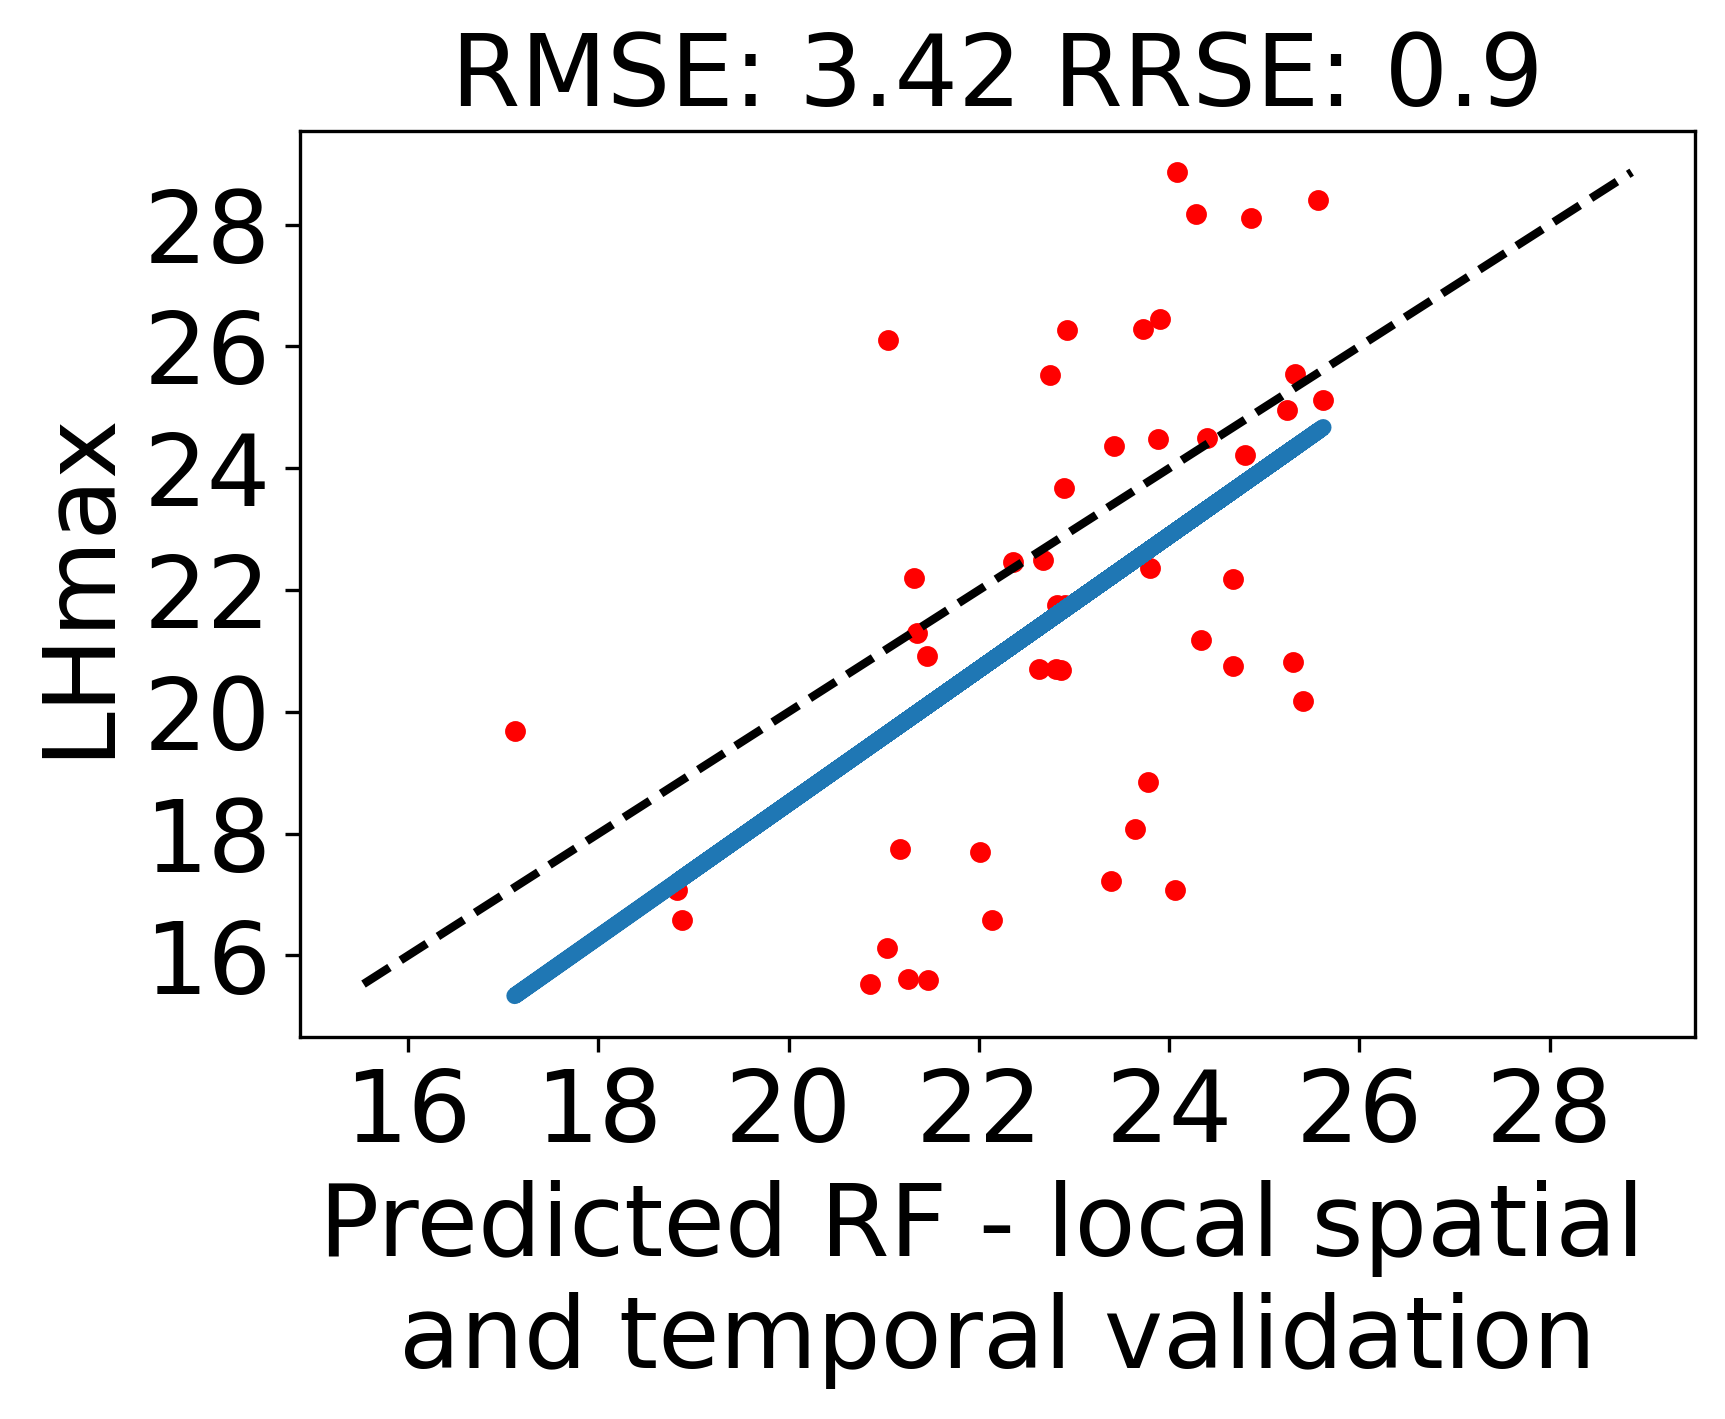 RMSE: 3.42 RRSE: 0.9
LHmax
28
26
24
22
20
18
16
16 18 20 22 24 26 28
Predicted RF - local spatial
and temporal validation